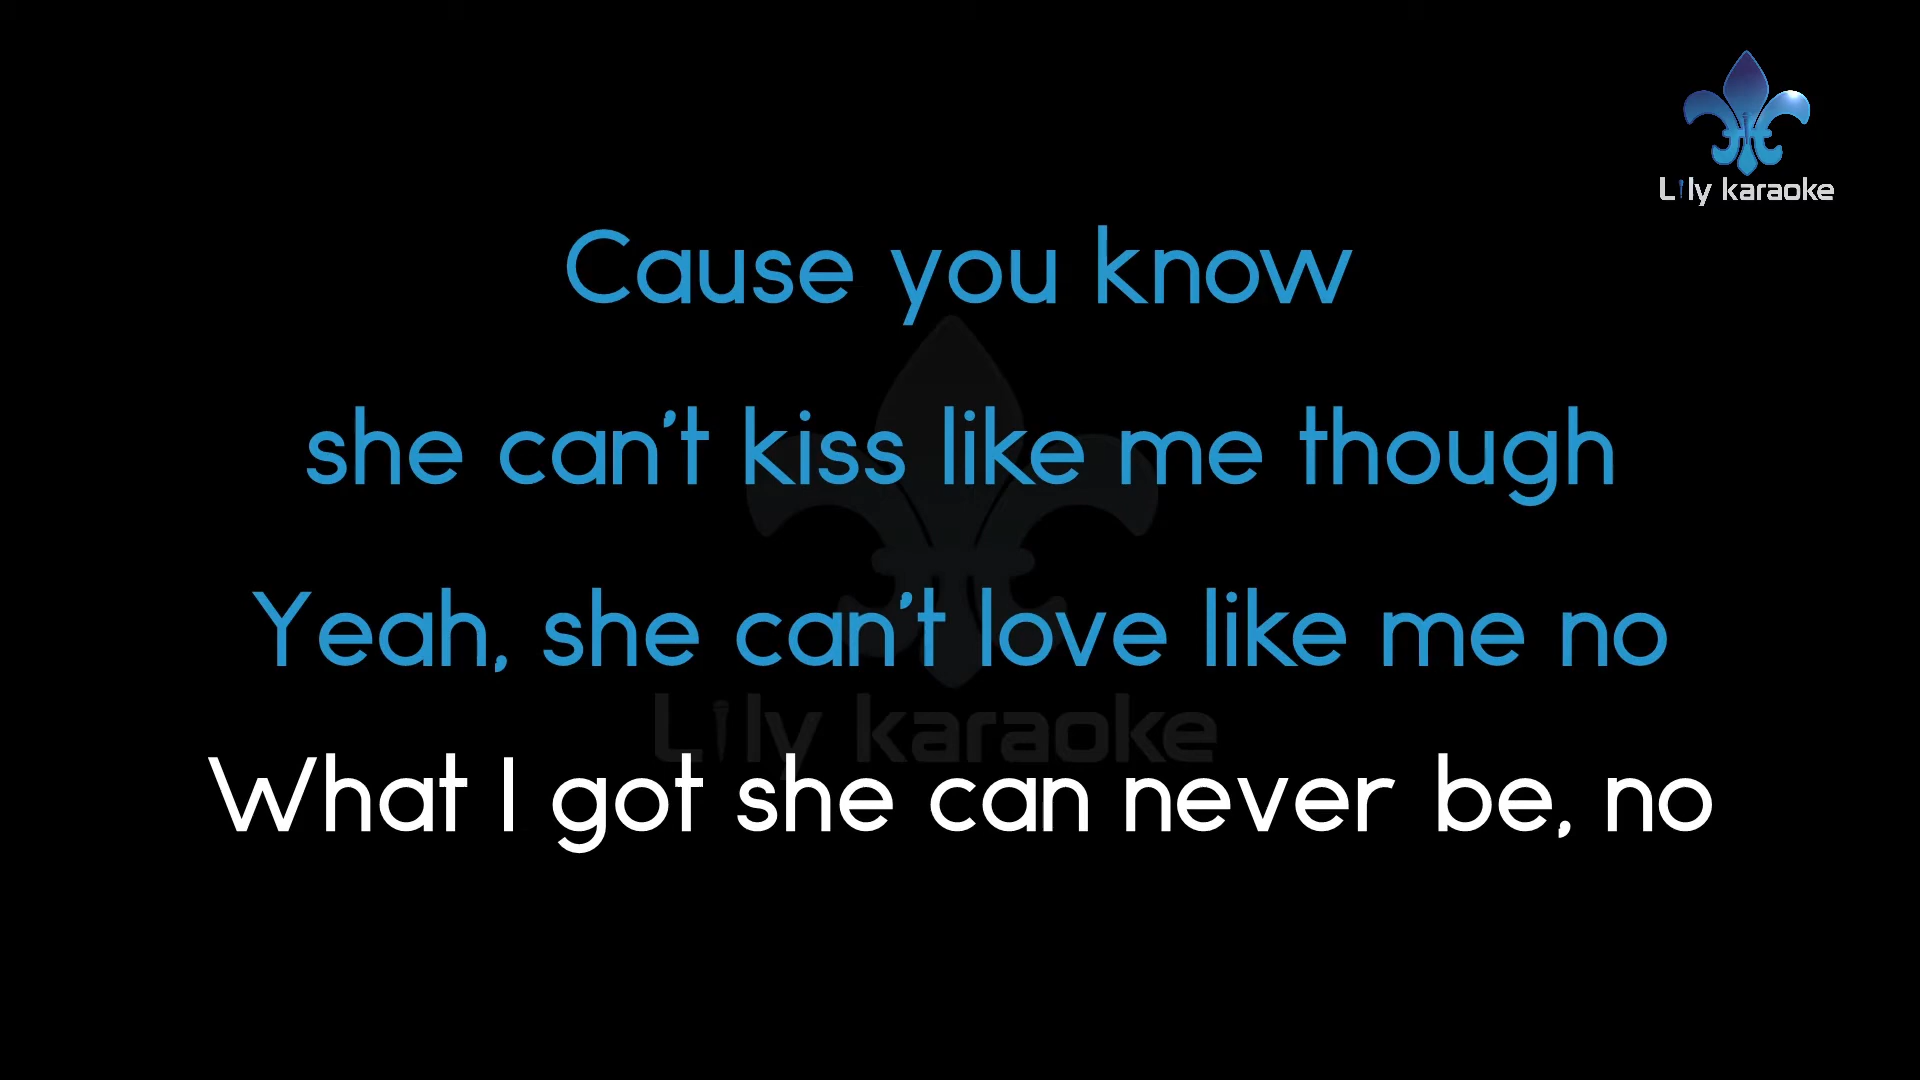 Lily karaoke
Cause you know
she can't kiss like me though
Yeah, she can't love like me no
Lily karaoke
What I got she can never be, no